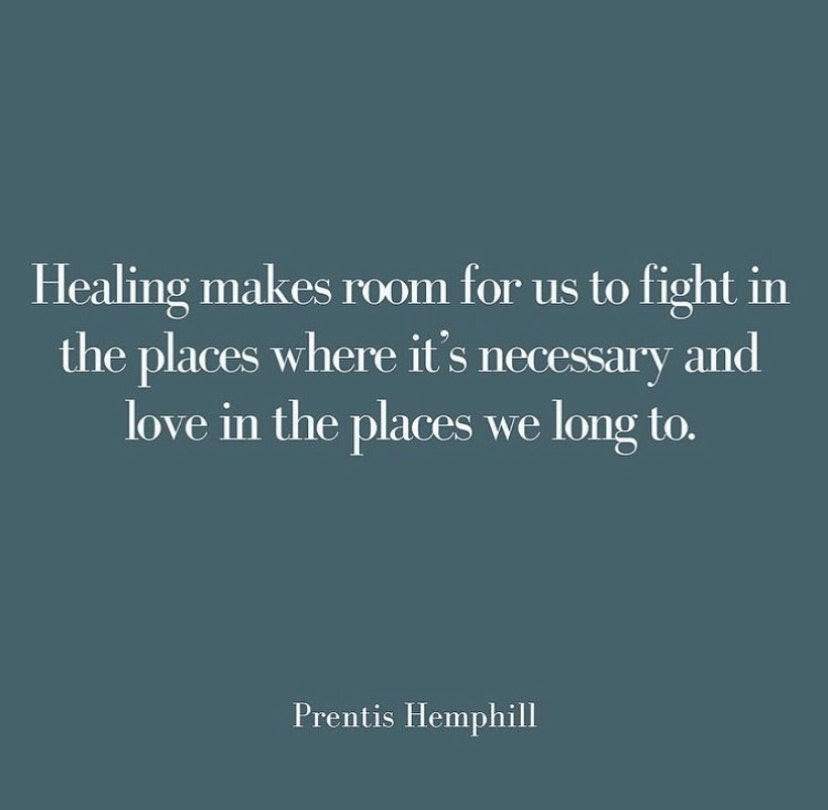 Healing makes room for us to fight in
the places where it’s necessary and
love in the places we long to.
Prentis Hemphill